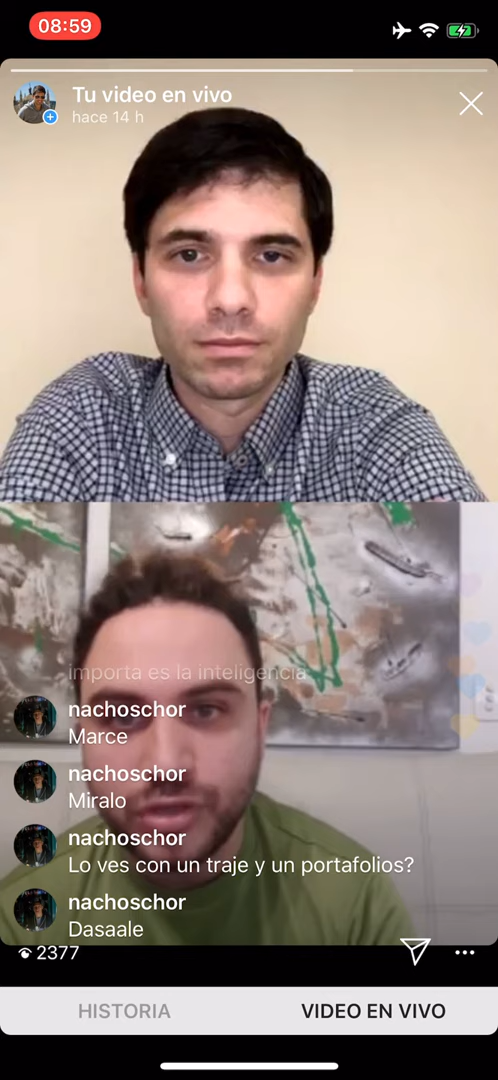 08:59
Tu video en vivo
hace 14 h
importa es la inteligencia
nachoschor
Marce
nachoschor
Miralo
nachoschor
Lo ves con un traje y un portafolios?
nachoschor
Dasaale
2377
HISTORIA
VIDEO EN VIVO